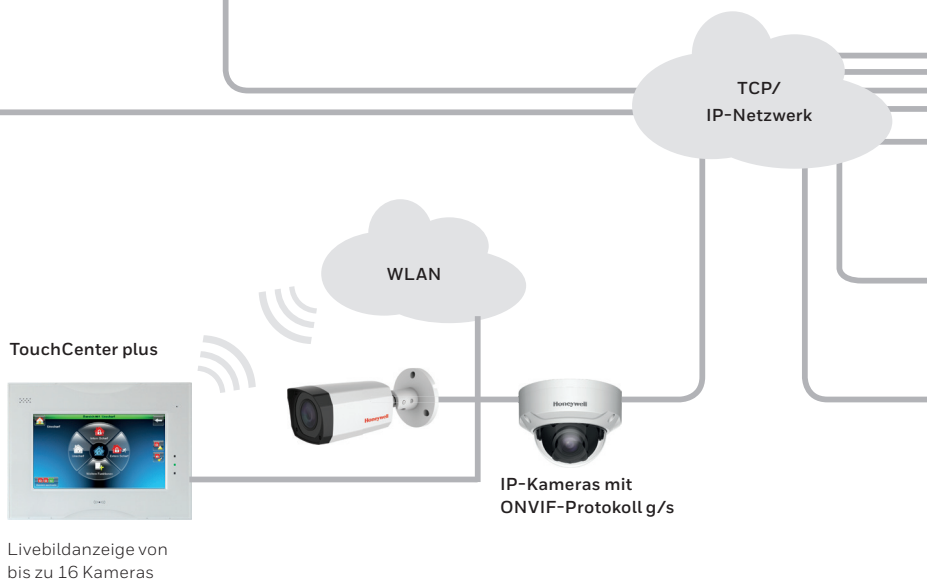 TCP/
IP-Netzwerk
WLAN
TouchCenter plus
Honeywell
Honeywell
IP-Kameras mit
ONVIF-Protokoll g/s
Livebildanzeige von
bis zu 16 Kameras